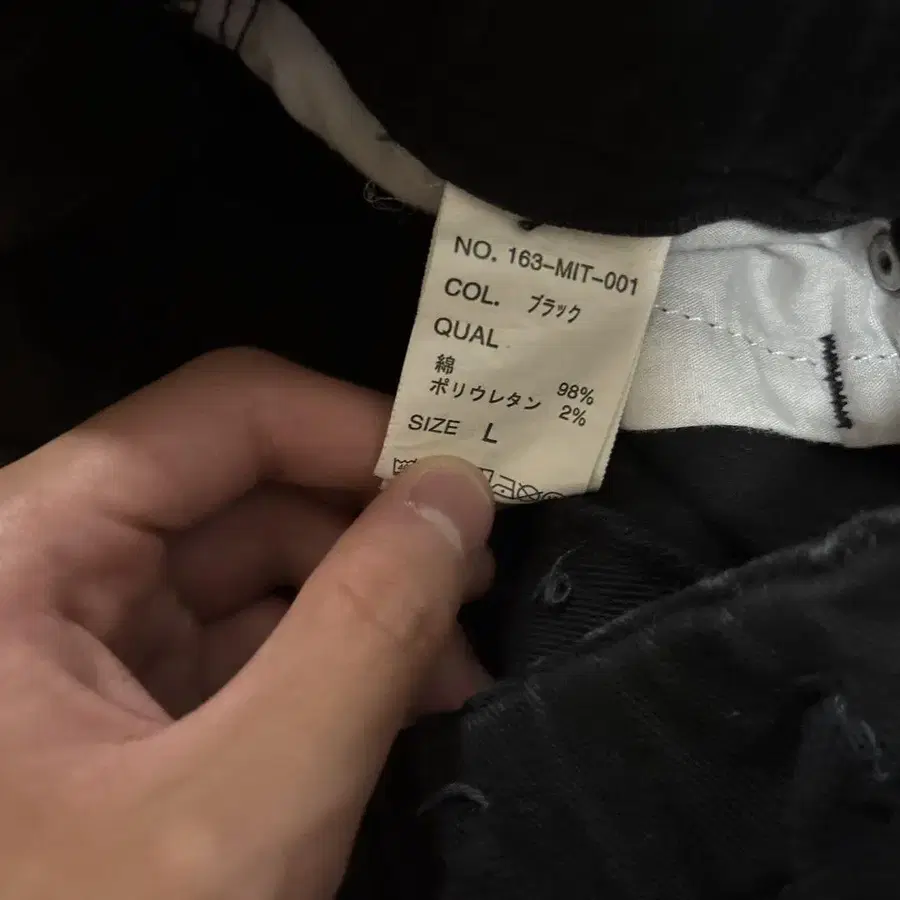 NO. 163-MIT-001
COL. ブラック
QUAL
綿 98%
ポリウレタン 2%
SIZE L